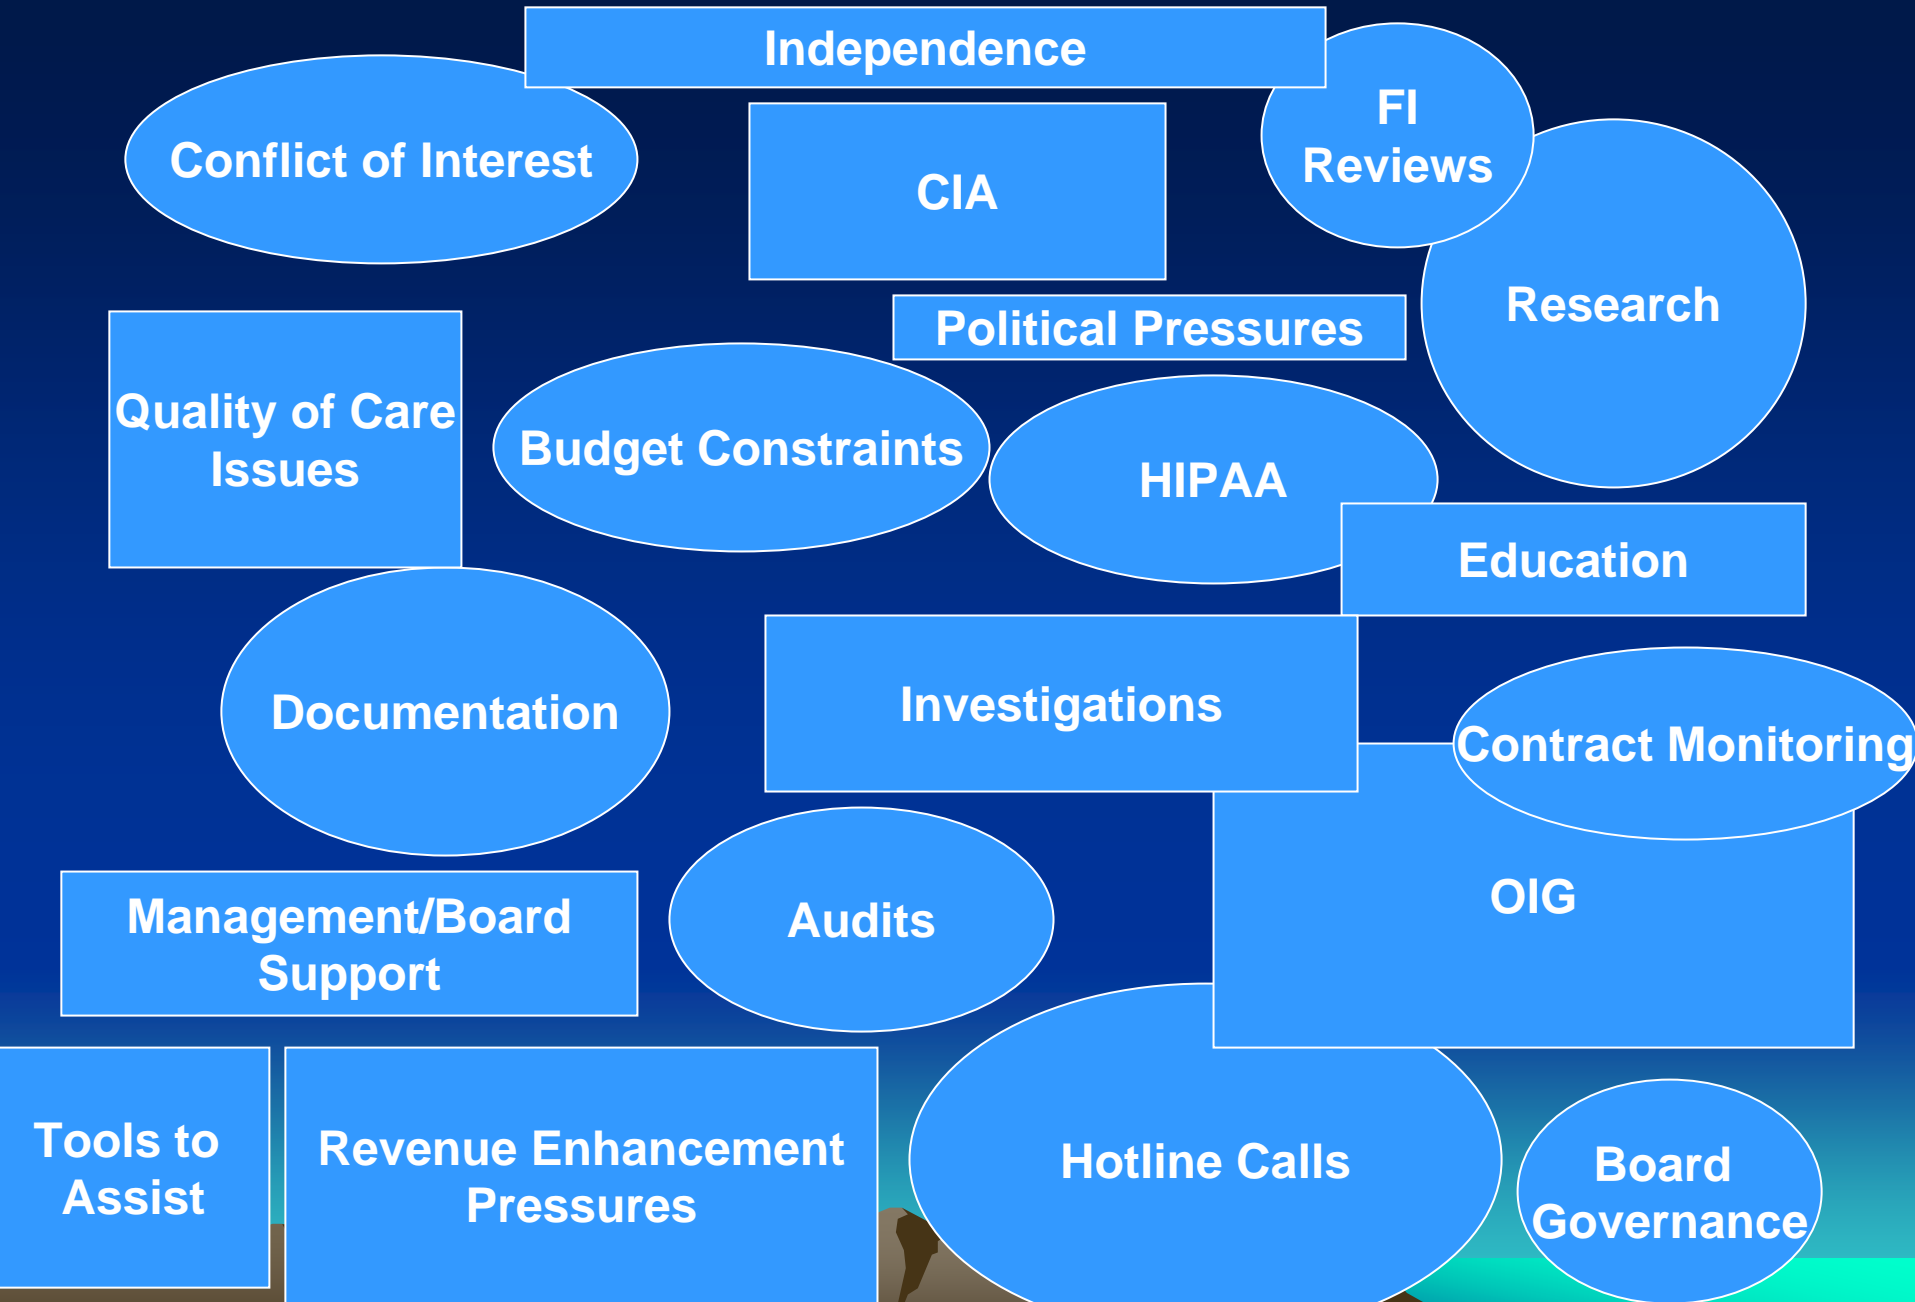 Independence
FI
Reviews
Conflict of Interest
CIA
Research
Political Pressures
Quality of Care
Issues
Budget Constraints
HIPAA
Education
Documentation
Investigations
Contract Monitoring
OIG
Management/Board
Support
Audits
Tools to
Assist
Revenue Enhancement
Pressures
Hotline Calls
Board
Governance